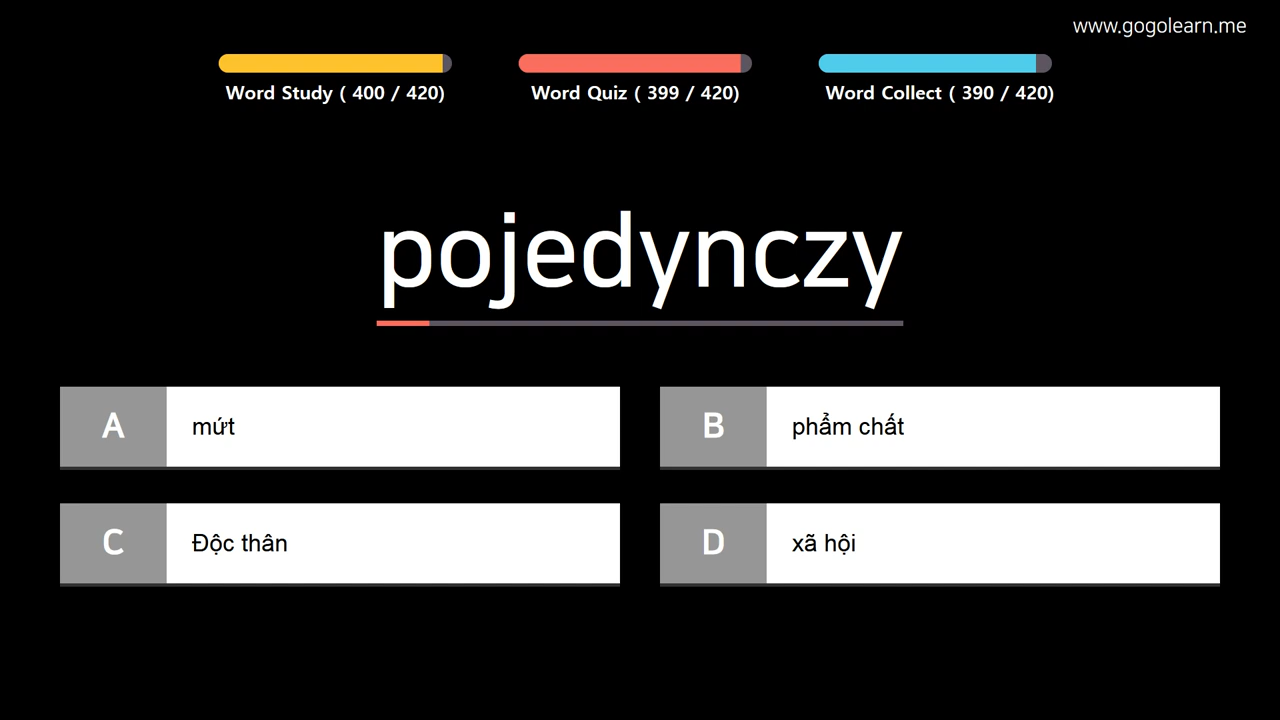 www.gogolearn.me
Word Study ( 400 / 420)
Word Quiz ( 399 / 420)
Word Collect ( 390 / 420)
pojedynczy
A mứt
B phẩm chất
C Độc thân
D xã hội